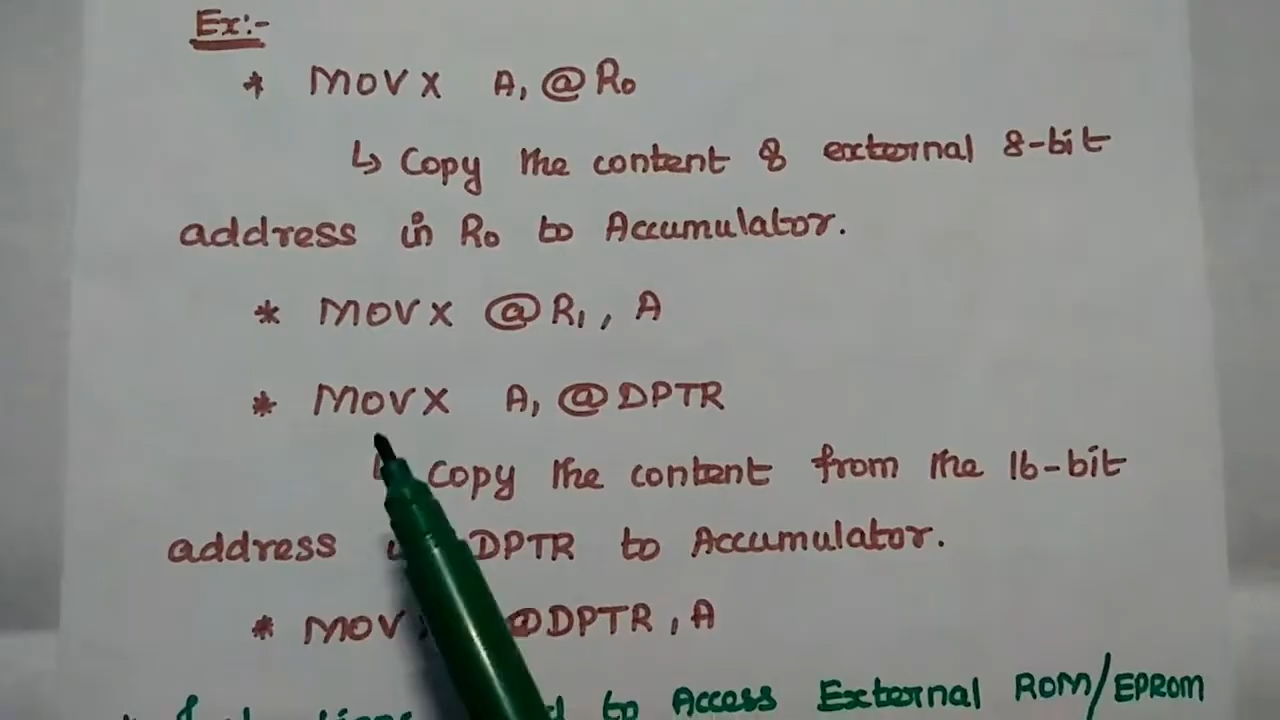 Ex:-
* MOVX A, @R0
↳ Copy the content of external 8-bit
address in R0 to Accumulator.
* MOVX @R1, A
* MOVX A, @DPTR
Copy the content from the 16-bit
address DPTR to Accumulator.
* MOV @DPTR, A
to Access External ROM/EPROM